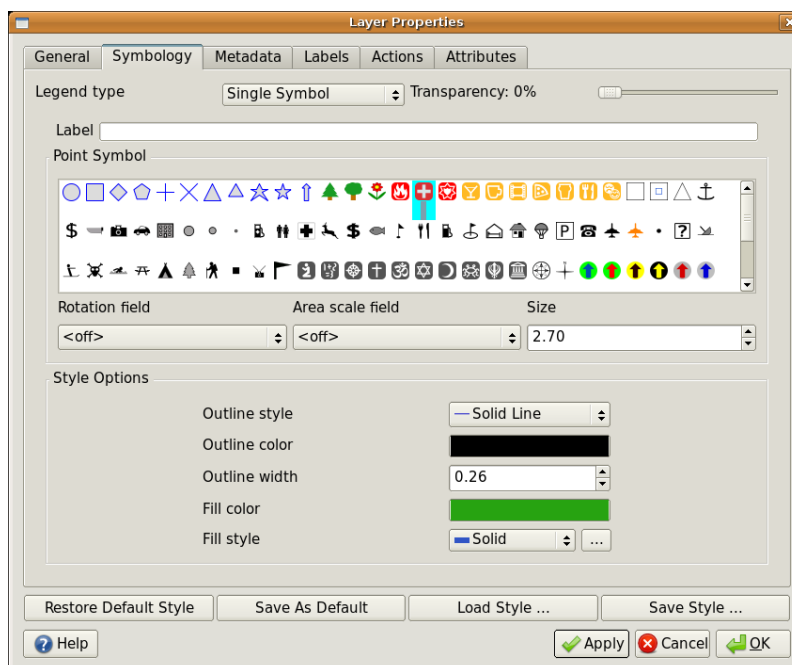 Layer Properties
General Symbology Metadata Labels Actions Attributes
Legend type Single Symbol Transparency: 0%
Label
Point Symbol
$ $ P ?
Rotation field Area scale field Size
<off> <off> 2.70
Style Options
Outline style Solid Line
Outline color
Outline width 0.26
Fill color
Fill style Solid ...
Restore Default Style Save As Default Load Style ... Save Style ...
Help Apply Cancel OK